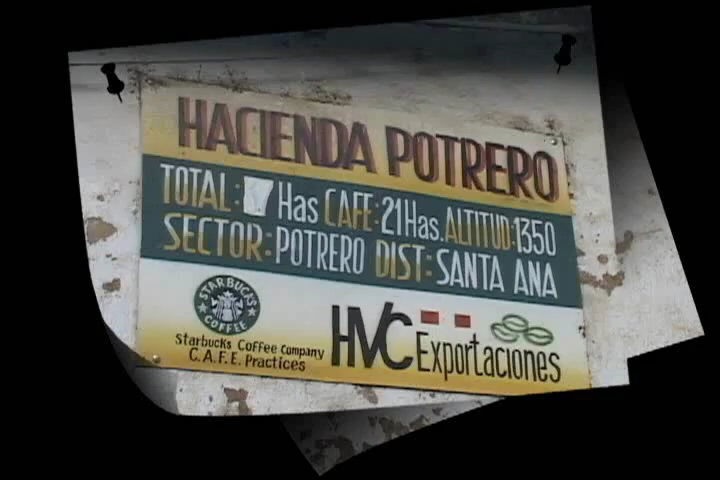 HACIENDA POTRERO
TOTAL: Has CAFE: 21 Has. ALTITUD: 1350
SECTOR: POTRERO DIST: SANTA ANA
STARBUCKS
COFFEE
Starbucks Coffee Company
C.A.F.E. Practices
HVC Exportaciones